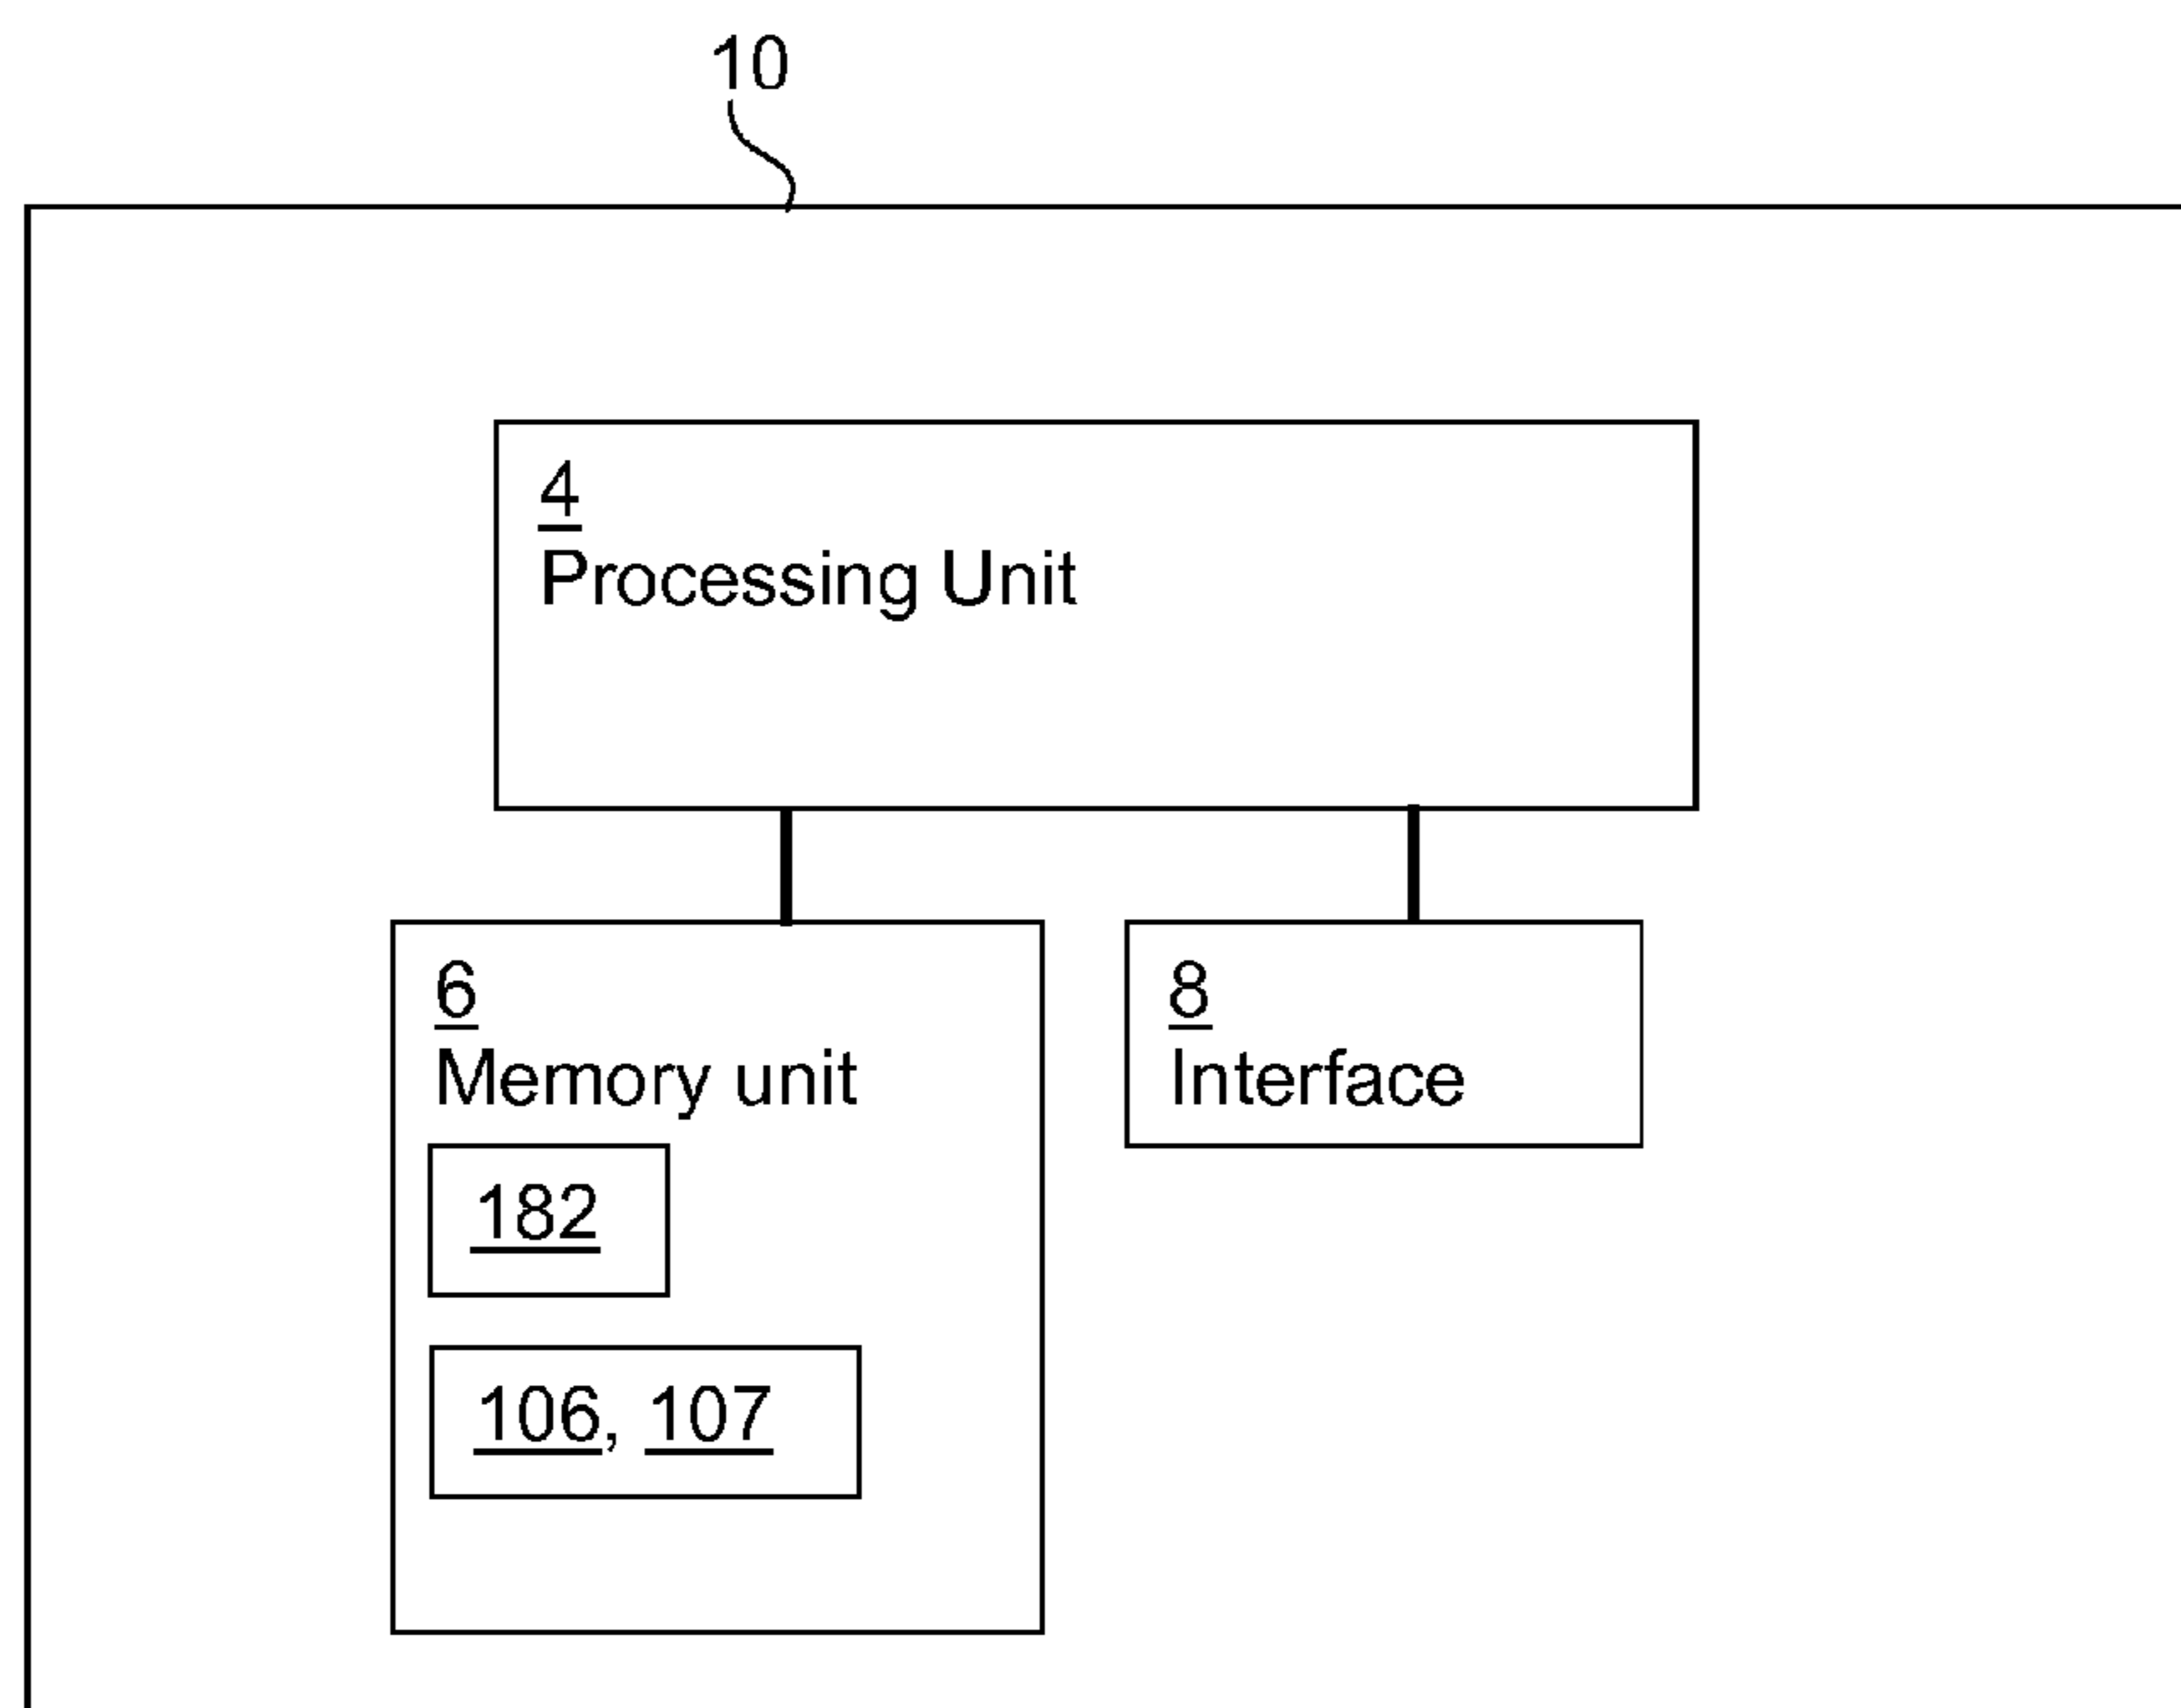 10
4
Processing Unit
6
Memory unit
8
Interface
182
106, 107